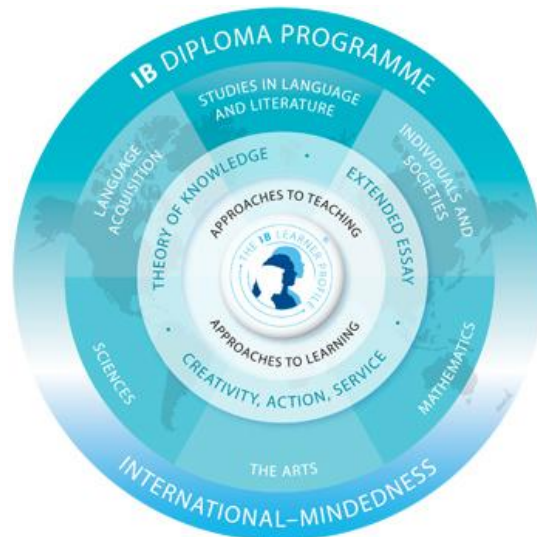 IB DIPLOMA PROGRAMME
STUDIES IN LANGUAGE
AND LITERATURE
LANGUAGE
ACQUISITION
INDIVIDUALS AND
SOCIETIES
THEORY OF KNOWLEDGE
EXTENDED ESSAY
APPROACHES TO TEACHING
THE IB LEARNER PROFILE
®
APPROACHES TO LEARNING
CREATIVITY, ACTION, SERVICE
SCIENCES
MATHEMATICS
THE ARTS
INTERNATIONAL–MINDEDNESS